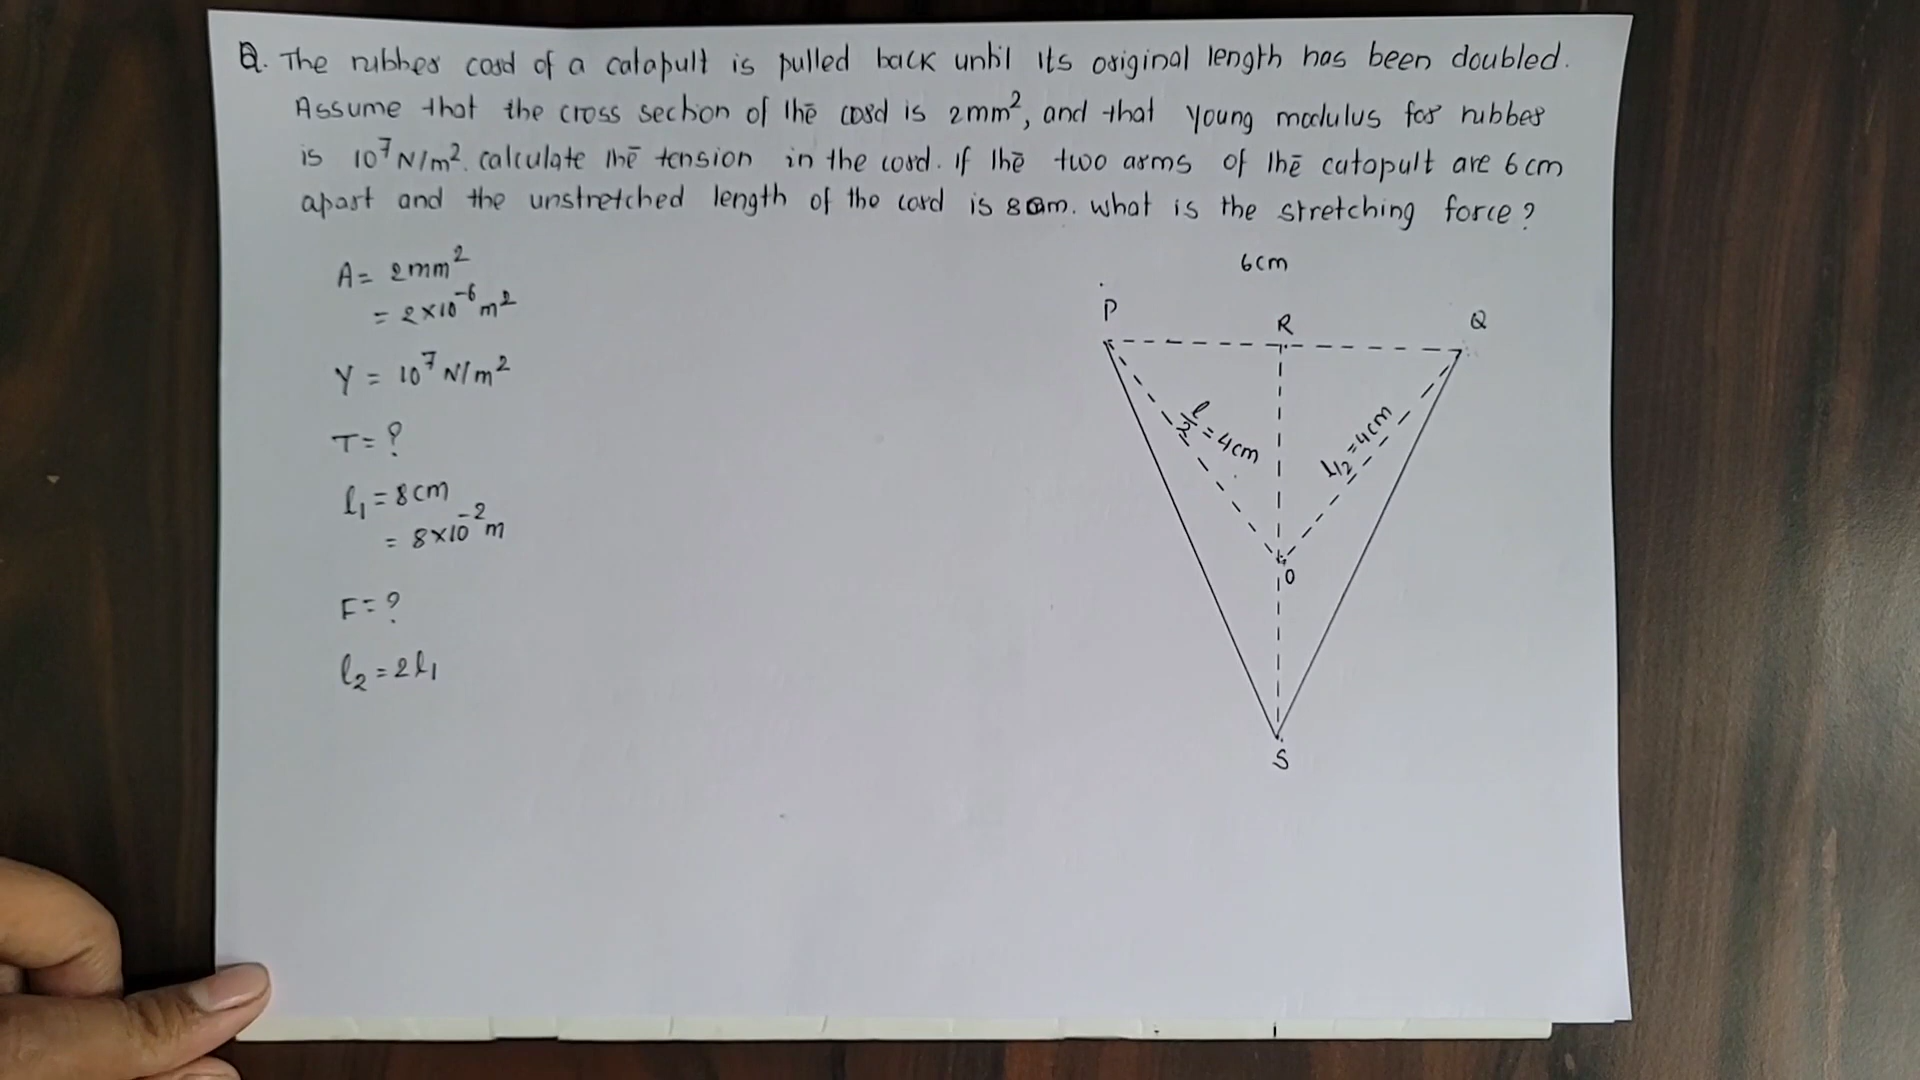 Q. The rubber cord of a catapult is pulled back until its original length has been doubled.
Assume that the cross section of the cord is 2mm², and that young modulus for rubber
is 10⁷ N/m². calculate the tension in the cord. If the two arms of the catapult are 6cm
apart and the unstretched length of the cord is 8cm. what is the stretching force?
A = 2mm²
= 2×10⁻⁶ m²
Y = 10⁷ N/m²
T = ?
l₁ = 8cm
= 8×10⁻² m
F = ?
l₂ = 2l₁
6cm
P
R
Q
l/2 = 4cm
l/2 = 4cm
O
S